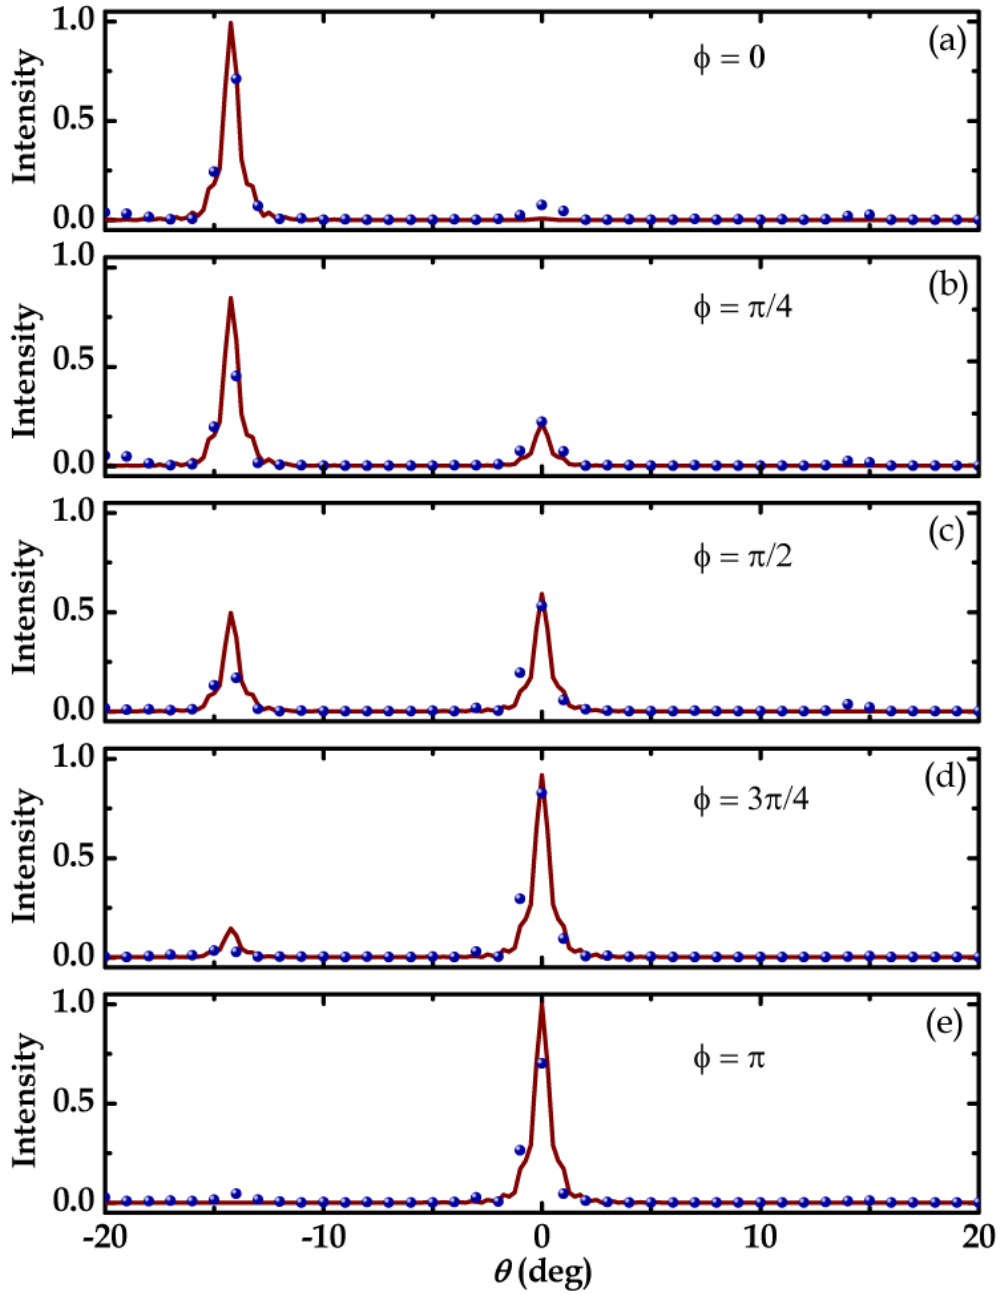 (a)
ϕ = 0
Intensity
1.0
0.5
0.0
(b)
ϕ = π/4
Intensity
1.0
0.5
0.0
(c)
ϕ = π/2
Intensity
1.0
0.5
0.0
(d)
ϕ = 3π/4
Intensity
1.0
0.5
0.0
(e)
ϕ = π
Intensity
1.0
0.5
0.0
-20 -10 0 10 20
θ (deg)